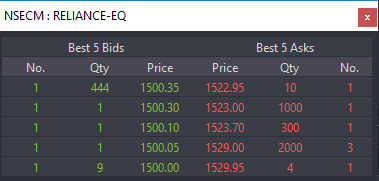 NSECM : RELIANCE-EQ x
Best 5 Bids Best 5 Asks
No. Qty Price Price Qty No.
1 444 1500.35 1522.95 10 1
1 1 1500.30 1523.00 1000 1
1 1 1500.10 1523.70 300 1
1 1 1500.05 1529.00 2000 3
1 9 1500.00 1529.95 4 1